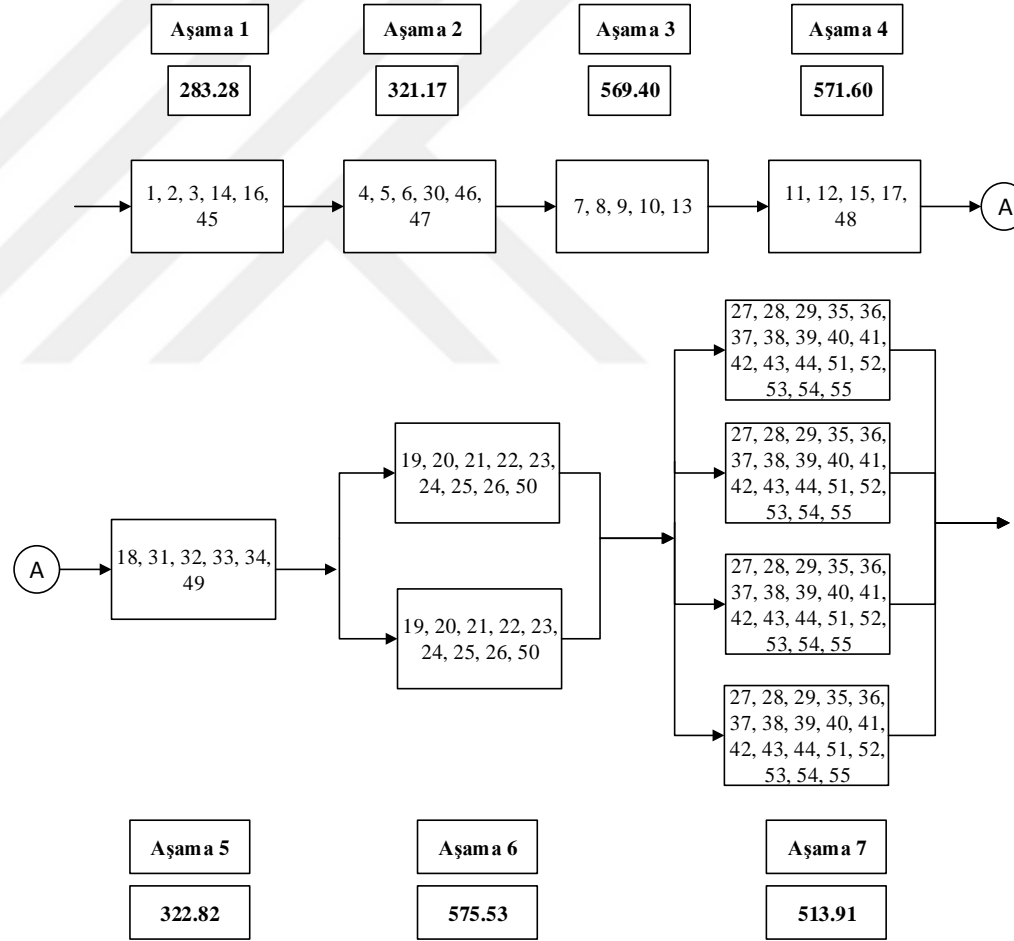 Aşama 1
Aşama 2
Aşama 3
Aşama 4
283.28
321.17
569.40
571.60
1, 2, 3, 14, 16,
45
4, 5, 6, 30, 46,
47
7, 8, 9, 10, 13
11, 12, 15, 17,
48
A
A
18, 31, 32, 33, 34,
49
19, 20, 21, 22, 23,
24, 25, 26, 50
19, 20, 21, 22, 23,
24, 25, 26, 50
27, 28, 29, 35, 36,
37, 38, 39, 40, 41,
42, 43, 44, 51, 52,
53, 54, 55
27, 28, 29, 35, 36,
37, 38, 39, 40, 41,
42, 43, 44, 51, 52,
53, 54, 55
27, 28, 29, 35, 36,
37, 38, 39, 40, 41,
42, 43, 44, 51, 52,
53, 54, 55
27, 28, 29, 35, 36,
37, 38, 39, 40, 41,
42, 43, 44, 51, 52,
53, 54, 55
Aşama 5
Aşama 6
Aşama 7
322.82
575.53
513.91